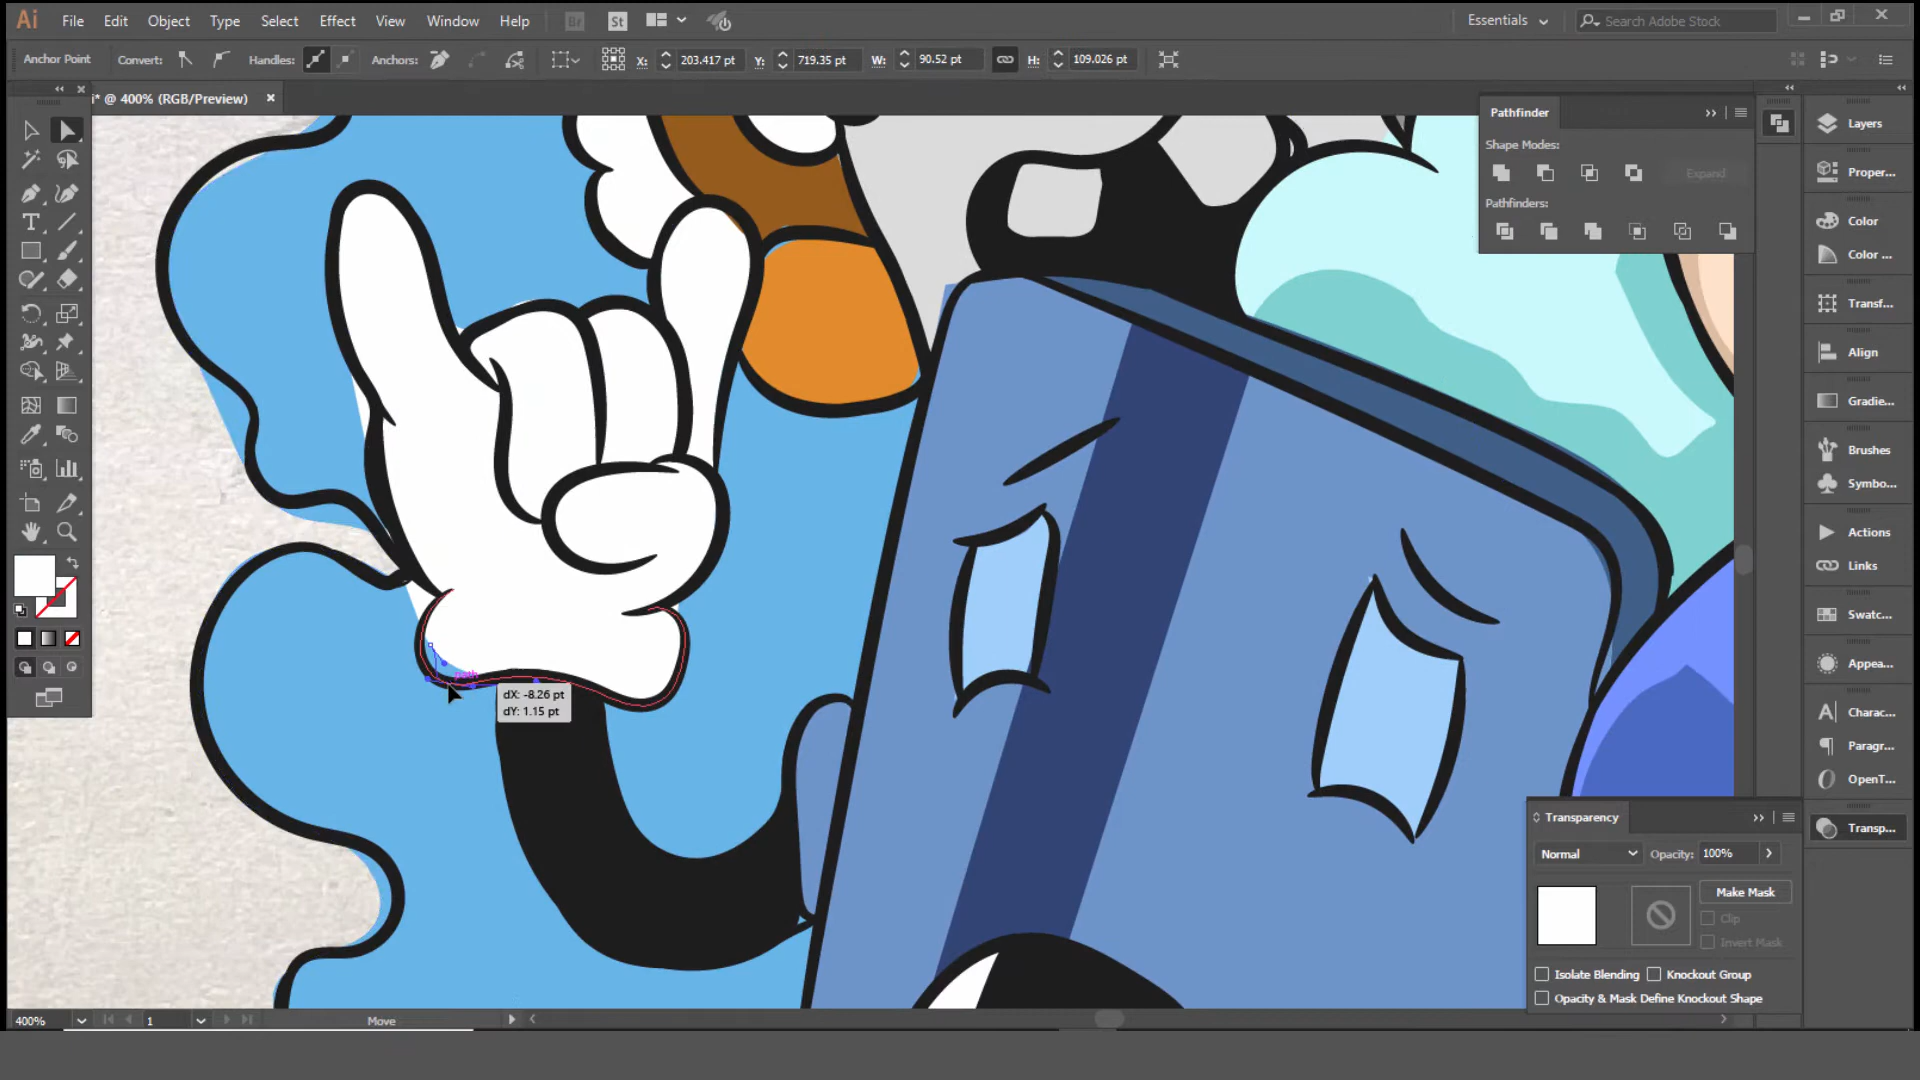 Ai File Edit Object Type Select Effect View Window Help Br St Essentials Search Adobe Stock
Anchor Point Convert: Handles: Anchors: X: 203.417 pt Y: 719.35 pt W: 90.52 pt H: 109.026 pt
i* @ 400% (RGB/Preview)
Pathfinder
Shape Modes:
Expand
Pathfinders:
Layers
Proper...
Color
Color ...
Transf...
Align
Gradie...
Brushes
Symbo...
Actions
Links
Swatc...
Appea...
Charac...
Paragr...
OpenT...
Transp...
T
path
dX: -8.26 pt
dY: 1.15 pt
Transparency
Normal Opacity: 100%
Make Mask
Clip
Invert Mask
Isolate Blending Knockout Group
Opacity & Mask Define Knockout Shape
400% 1 Move